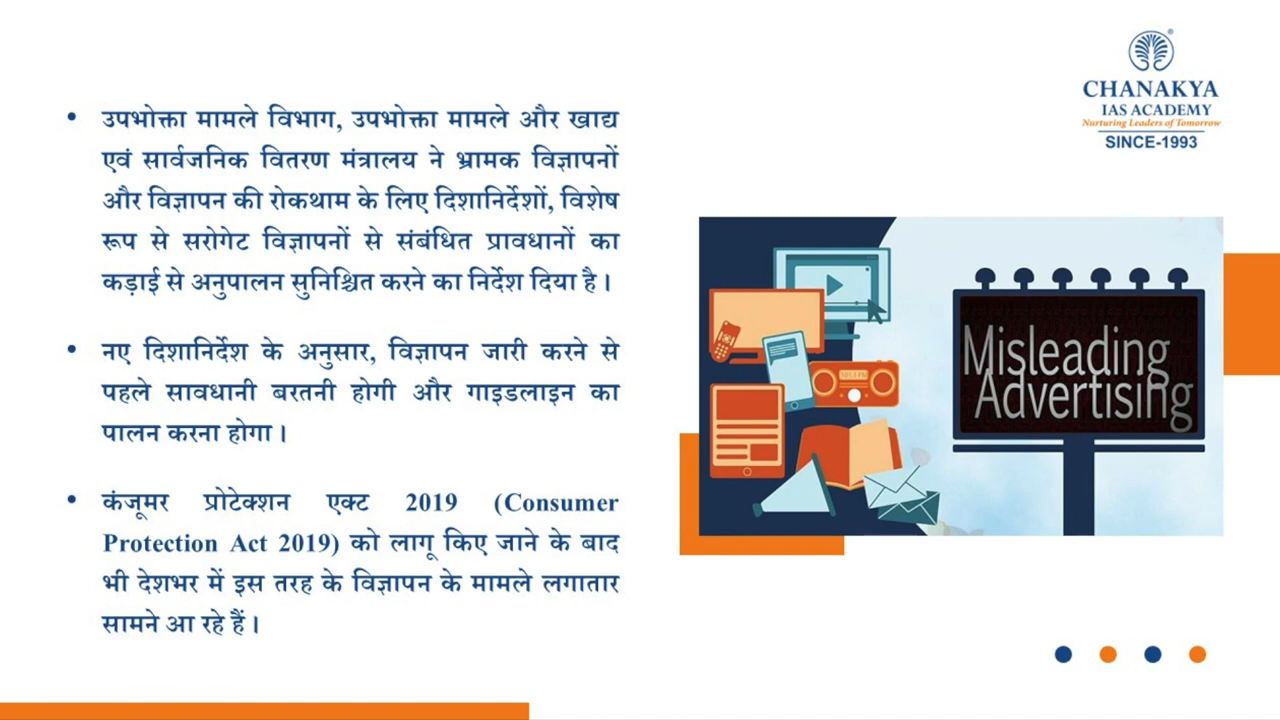 CHANAKYA
IAS ACADEMY
Nurturing Leaders of Tomorrow
SINCE-1993
• उपभोक्ता मामले विभाग, उपभोक्ता मामले और खाद्य
एवं सार्वजनिक वितरण मंत्रालय ने भ्रामक विज्ञापनों
और विज्ञापन की रोकथाम के लिए दिशानिर्देशों, विशेष
रूप से सरोगेट विज्ञापनों से संबंधित प्रावधानों का
कड़ाई से अनुपालन सुनिश्चित करने का निर्देश दिया है।
• नए दिशानिर्देश के अनुसार, विज्ञापन जारी करने से
पहले सावधानी बरतनी होगी और गाइडलाइन का
पालन करना होगा।
• कंजूमर प्रोटेक्शन एक्ट 2019 (Consumer
Protection Act 2019) को लागू किए जाने के बाद
भी देशभर में इस तरह के विज्ञापन के मामले लगातार
सामने आ रहे हैं।
Misleading
Advertising